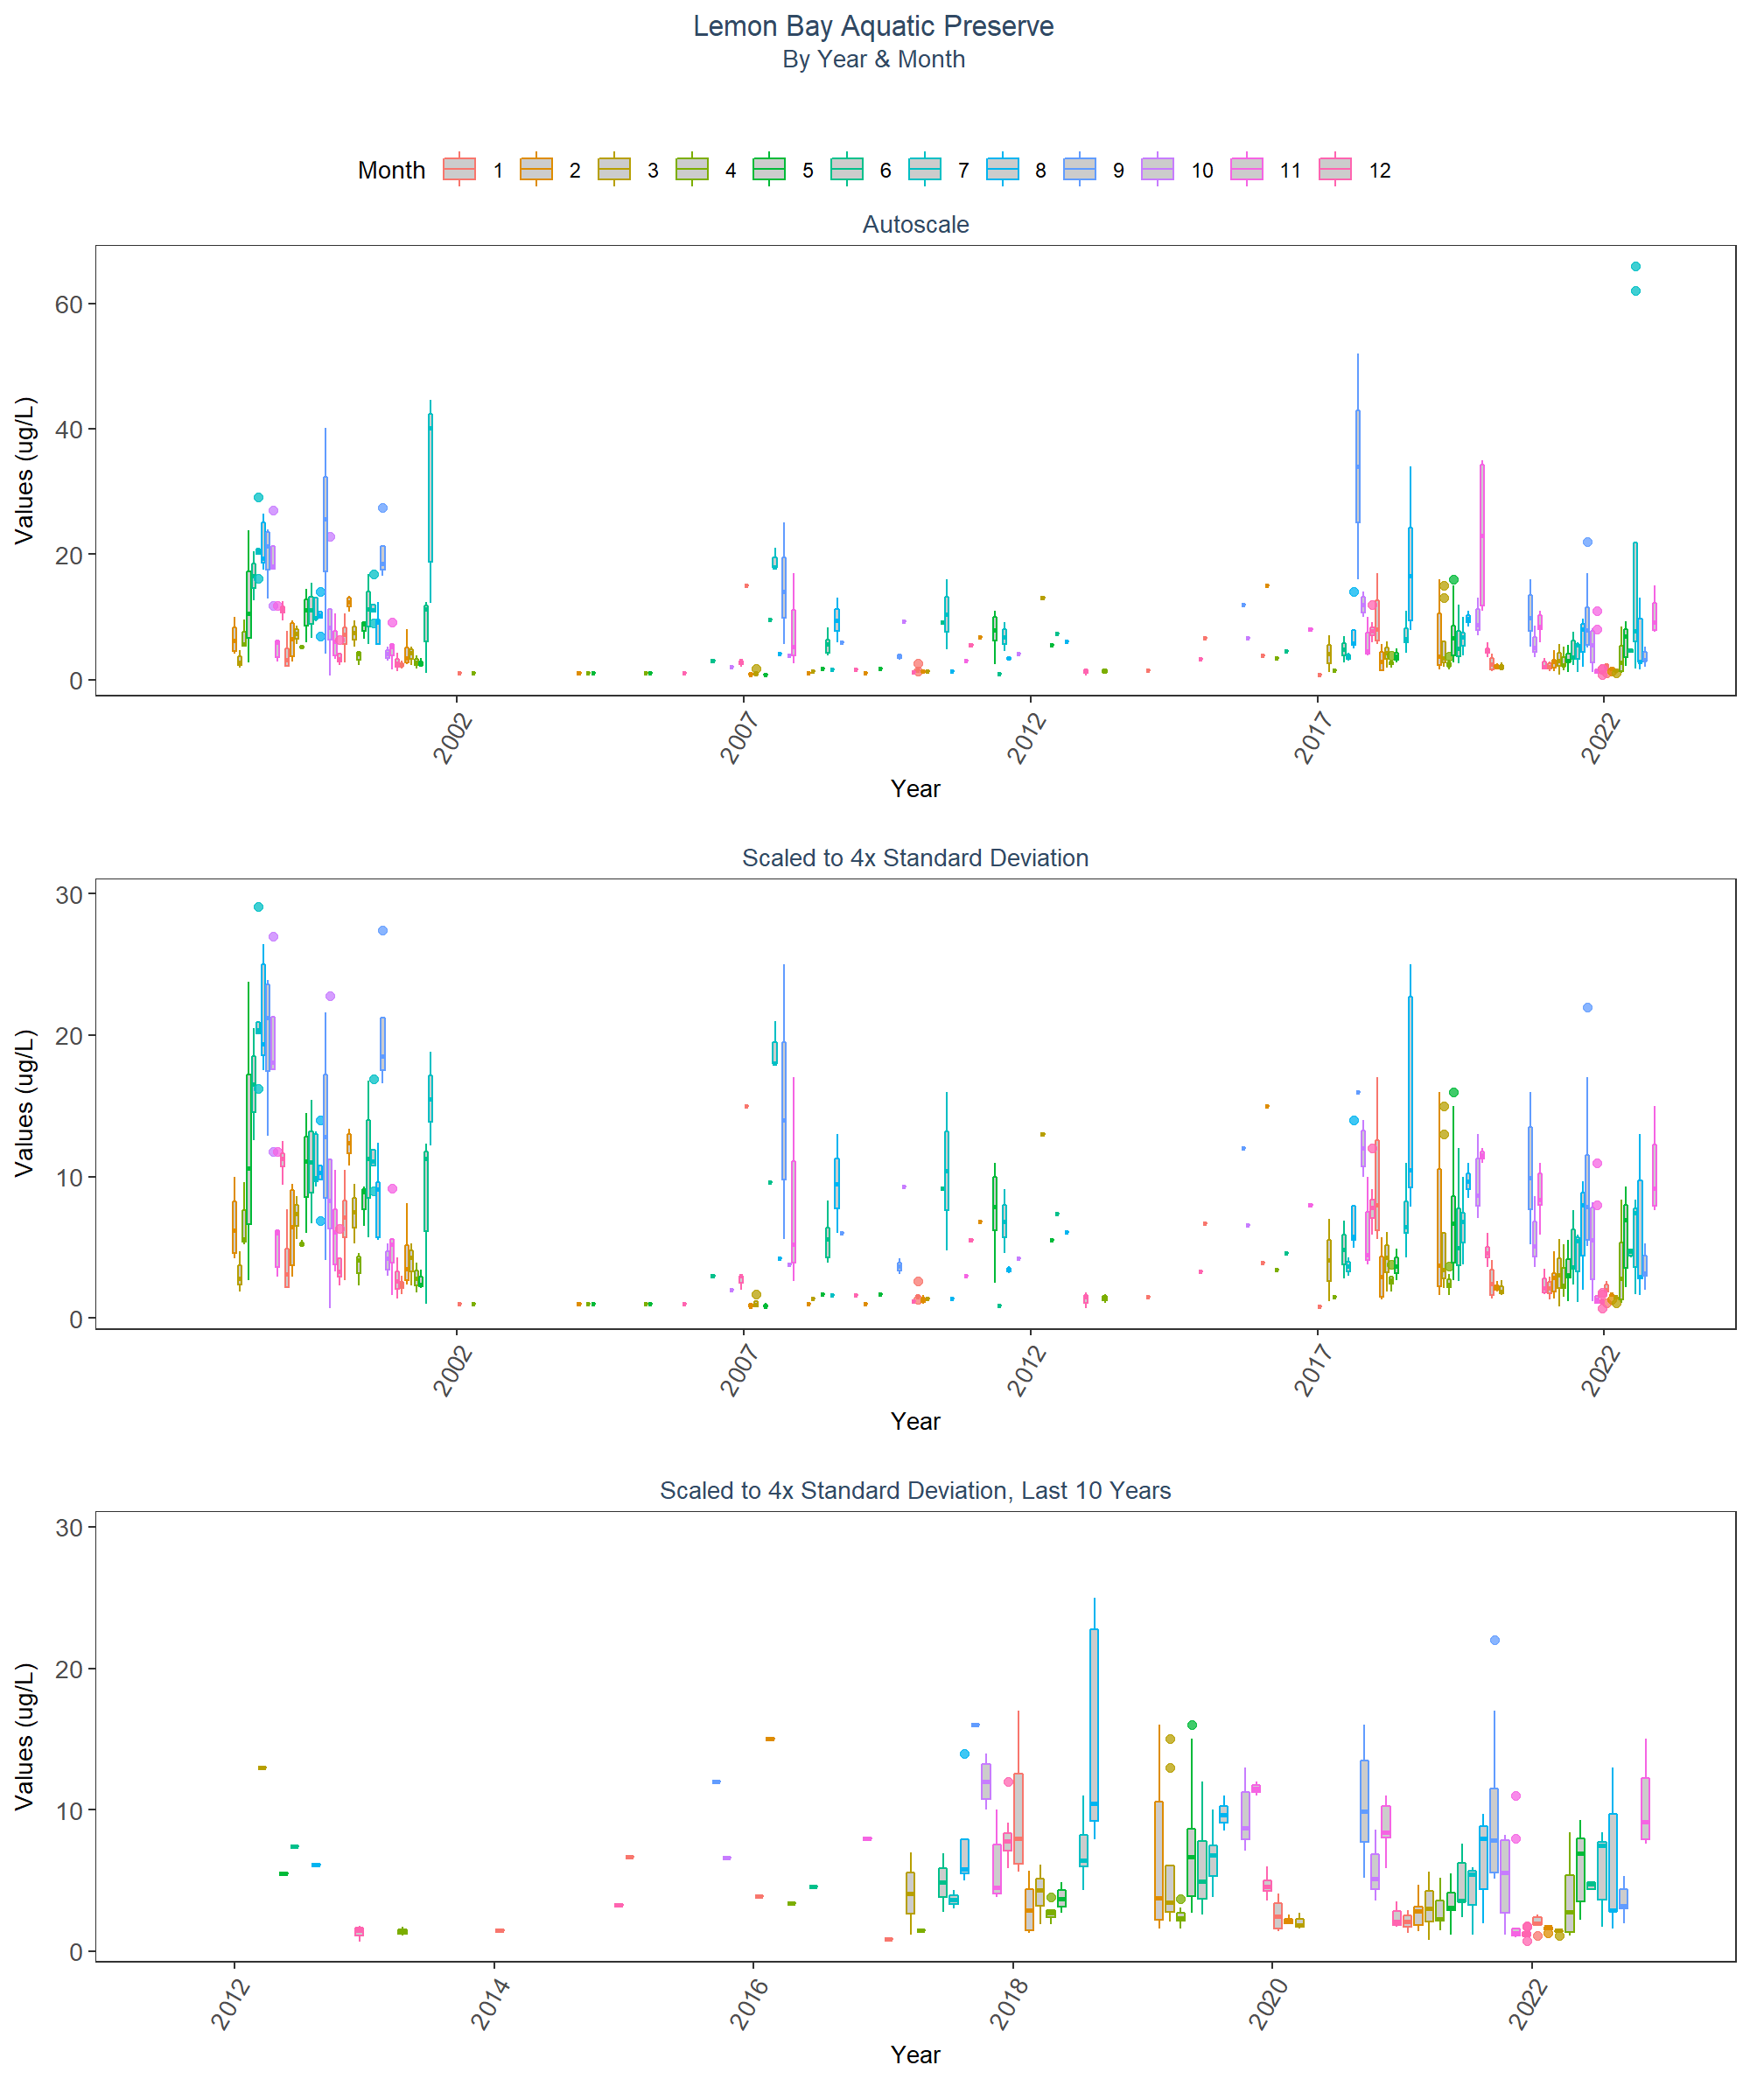 Lemon Bay Aquatic Preserve
By Year & Month
Month 1 2 3 4 5 6 7 8 9 10 11 12
Autoscale
Values (ug/L)
60
40
20
0
2002 2007 2012 2017 2022
Year
Scaled to 4x Standard Deviation
Values (ug/L)
30
20
10
0
2002 2007 2012 2017 2022
Year
Scaled to 4x Standard Deviation, Last 10 Years
Values (ug/L)
30
20
10
0
2012 2014 2016 2018 2020 2022
Year